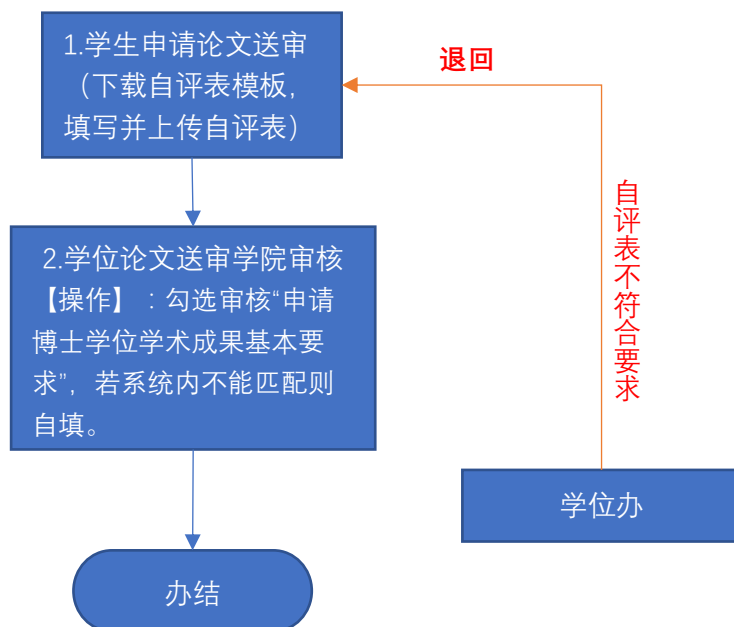 1.学生申请论文送审
（下载自评表模板，
填写并上传自评表）
退回
自评表不符合要求
2.学位论文送审学院审核
【操作】：勾选审核“申请
博士学位学术成果基本要
求”，若系统内不能匹配则
自填。
学位办
办结